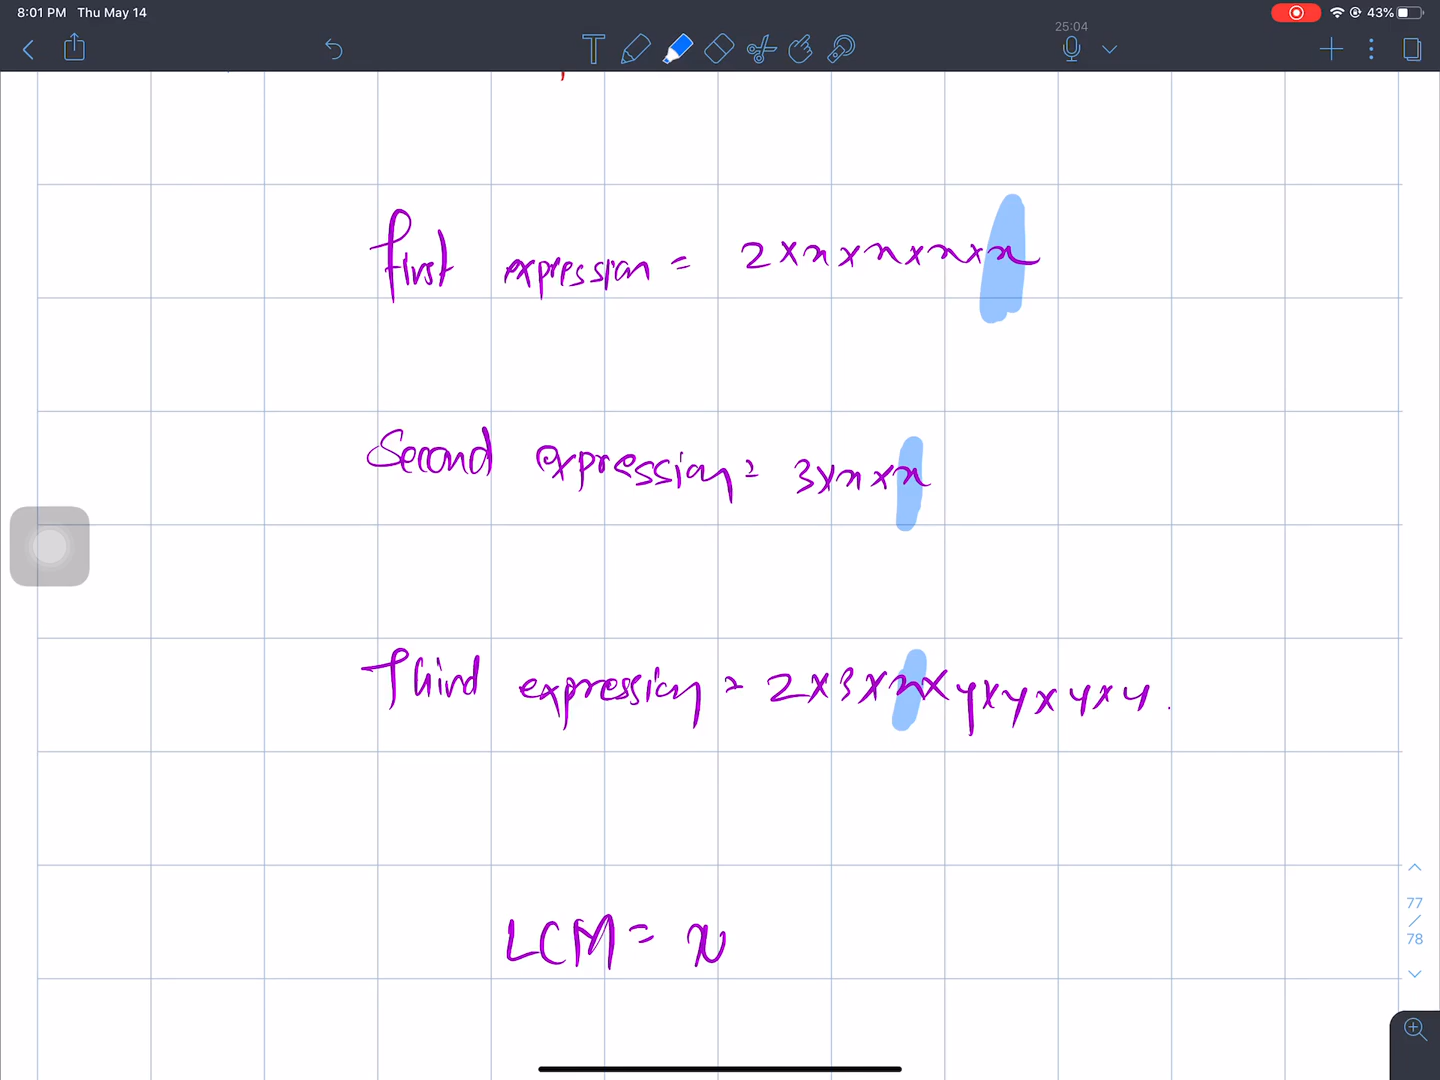 8:01 PM Thu May 14
43%
25:04
T
First expression = 2×x×x×x×x
Second expression = 3×x×x
Third expression = 2×3×x×y×y×y×y.
77
/
78
LCM = x